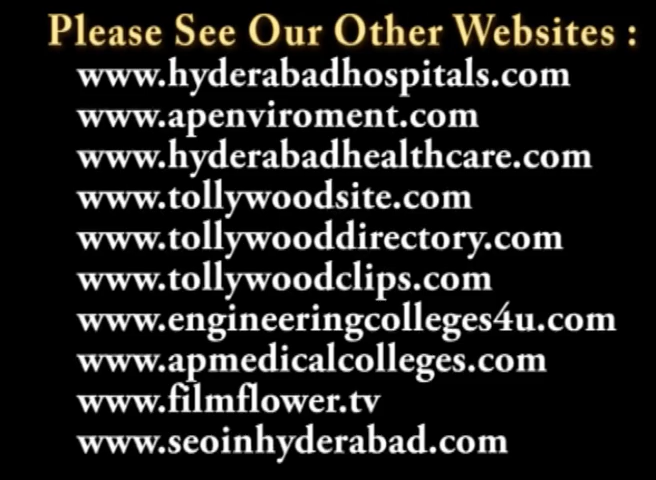 Please See Our Other Websites :
www.hyderabadhospitals.com
www.apenviroment.com
www.hyderabadhealthcare.com
www.tollywoodsite.com
www.tollywooddirectory.com
www.tollywoodclips.com
www.engineeringcolleges4u.com
www.apmedicalcolleges.com
www.filmflower.tv
www.seoinhyderabad.com